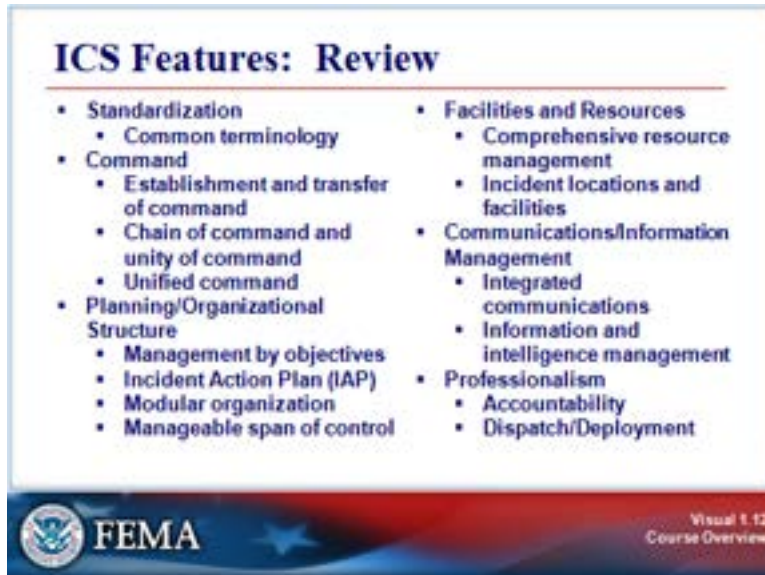 ICS Features: Review
▪ Standardization
▪ Common terminology
▪ Command
▪ Establishment and transfer
of command
▪ Chain of command and
unity of command
▪ Unified command
▪ Planning/Organizational
Structure
▪ Management by objectives
▪ Incident Action Plan (IAP)
▪ Modular organization
▪ Manageable span of control
▪ Facilities and Resources
▪ Comprehensive resource
management
▪ Incident locations and
facilities
▪ Communications/Information
Management
▪ Integrated
communications
▪ Information and
intelligence management
▪ Professionalism
▪ Accountability
▪ Dispatch/Deployment
FEMA
Visual 1.12
Course Overview